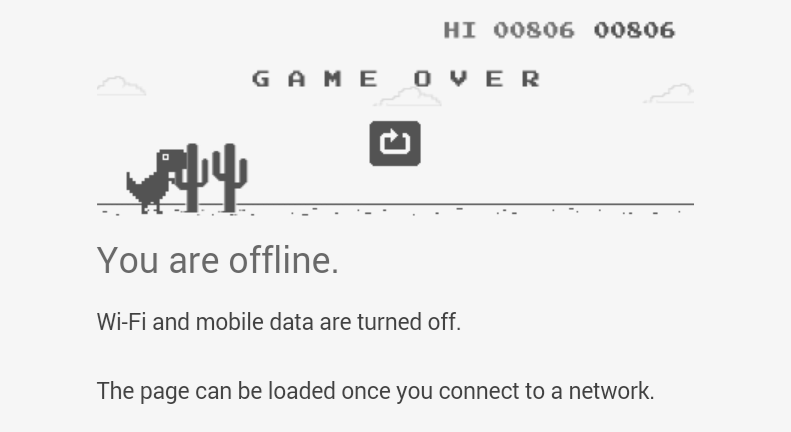 HI 00806 00806
GAME OVER
You are offline.
Wi-Fi and mobile data are turned off.
The page can be loaded once you connect to a network.